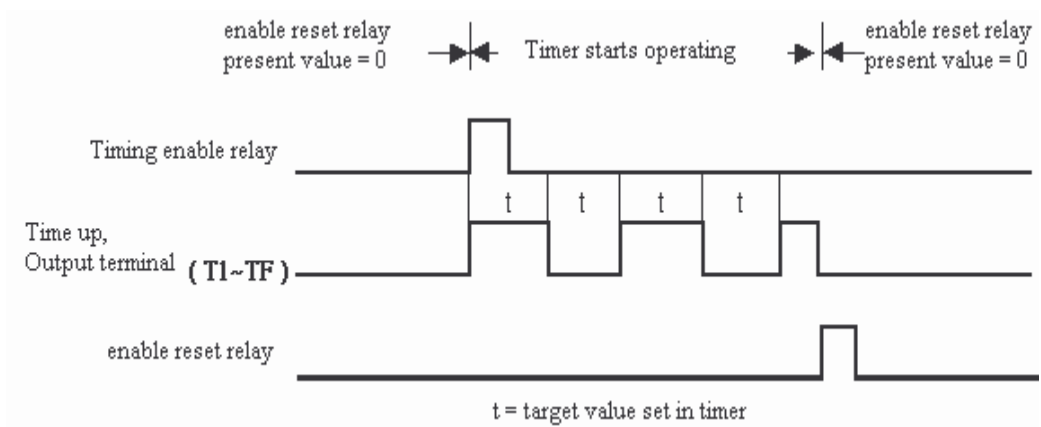 enable reset relay
present value = 0
Timer starts operating
enable reset relay
present value = 0
Timing enable relay
t t t t
Time up,
Output terminal ( T1~TF )
enable reset relay
t = target value set in timer